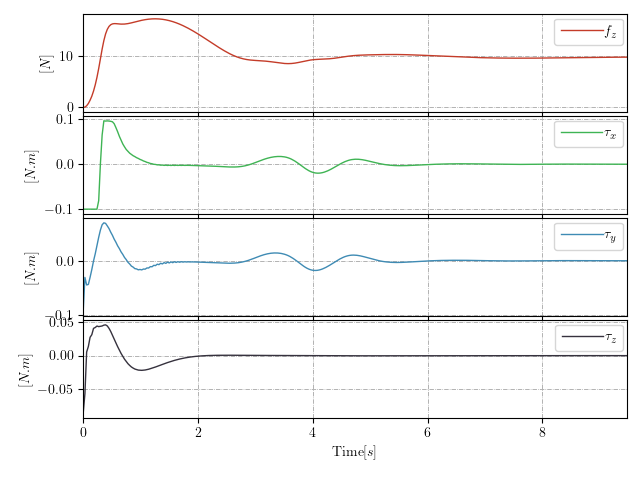 10
0
[N]
f_z
0.1
0.0
−0.1
[N.m]
τ_x
0.0
−0.1
[N.m]
τ_y
0.05
0.00
−0.05
[N.m]
τ_z
0 2 4 6 8
Time[s]